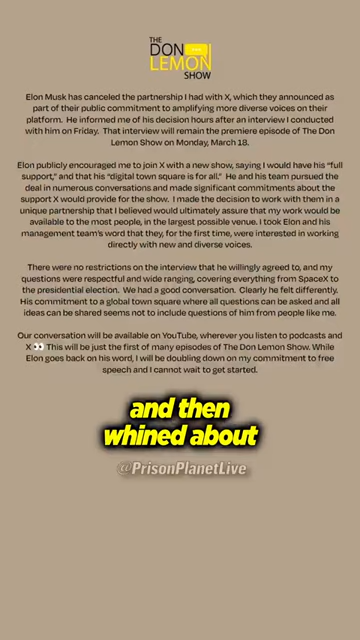 THE
DON
LEMON
SHOW
Elon Musk has canceled the partnership I had with X, which they announced as
part of their public commitment to amplifying more diverse voices on their
platform. He informed me of his decision hours after an interview I conducted
with him on Friday. That interview will remain the premiere episode of The Don
Lemon Show on Monday, March 18.
Elon publicly encouraged me to join X with a new show, saying I would have his “full
support,” and that his “digital town square is for all.” He and his team pursued the
deal in numerous conversations and made significant commitments about the
support X would provide for the show. I made the decision to work with them in a
unique partnership that I believed would ultimately assure that my work would be
available to the most people, in the largest possible venue. I took Elon and his
management team’s word that they, for the first time, were interested in working
directly with new and diverse voices.
There were no restrictions on the interview that he willingly agreed to, and my
questions were respectful and wide ranging, covering everything from SpaceX to
the presidential election. We had a good conversation. Clearly he felt differently.
His commitment to a global town square where all questions can be asked and all
ideas can be shared seems not to include questions of him from people like me.
Our conversation will be available on YouTube, wherever you listen to podcasts and
X 👀 This will be just the first of many episodes of The Don Lemon Show. While
Elon goes back on his word, I will be doubling down on my commitment to free
speech and I cannot wait to get started.
and then
whined about
@PrisonPlanetLive